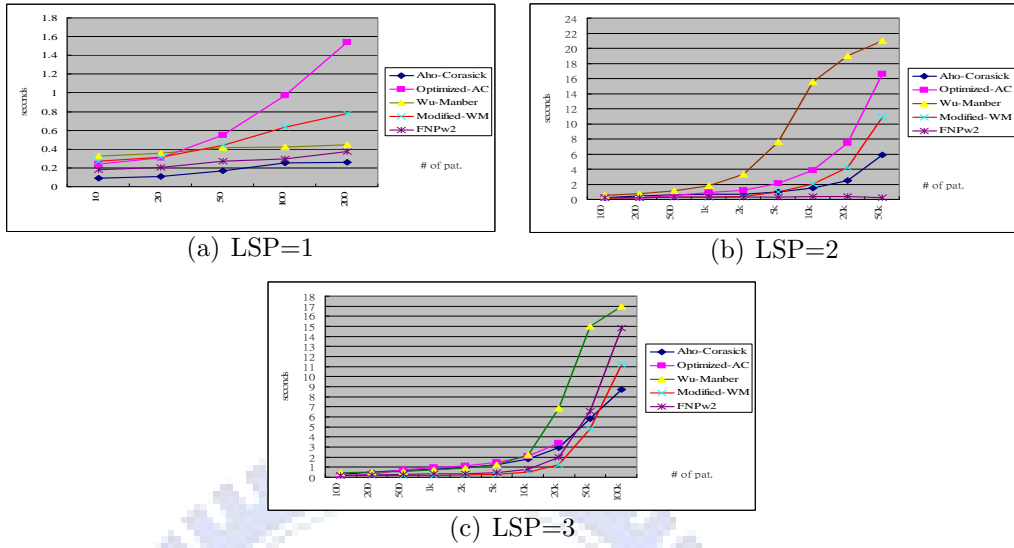 1.8
1.6
1.4
1.2
1
0.8
0.6
0.4
0.2
0
seconds
10
20
50
100
200
# of pat.
Aho-Corasick
Optimized-AC
Wu-Manber
Modified-WM
FNPw2
(a) LSP=1
24
22
20
18
16
14
12
10
8
6
4
2
0
seconds
100
200
500
1k
2k
5k
10k
20k
50k
# of pat.
Aho-Corasick
Optimized-AC
Wu-Manber
Modified-WM
FNPw2
(b) LSP=2
18
17
16
15
14
13
12
11
10
9
8
7
6
5
4
3
2
1
0
seconds
100
200
500
1k
2k
5k
10k
20k
50k
100k
# of pat.
Aho-Corasick
Optimized-AC
Wu-Manber
Modified-WM
FNPw2
(c) LSP=3